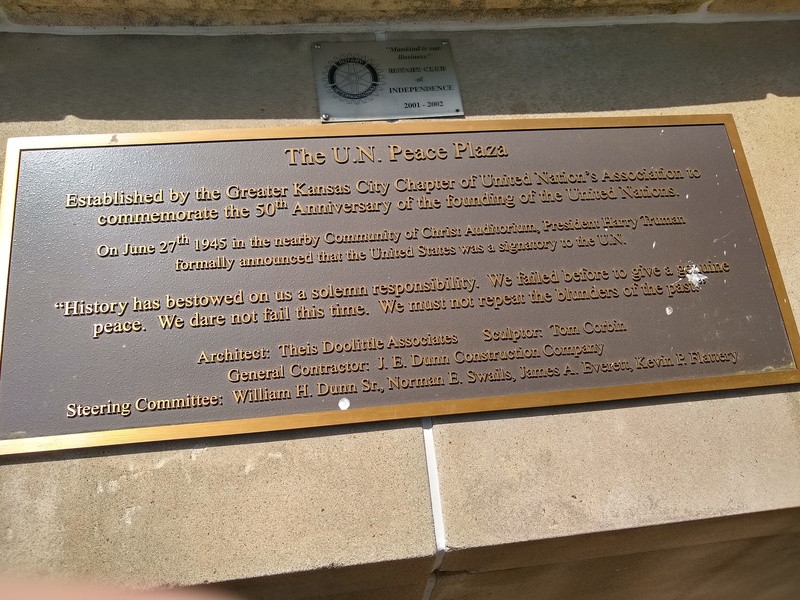 "Mankind is our
Business"
ROTARY CLUB
of
INDEPENDENCE
2001 - 2002
ROTARY
INTERNATIONAL
The U.N. Peace Plaza
Established by the Greater Kansas City Chapter of United Nation's Association to
commemorate the 50th Anniversary of the founding of the United Nations.
On June 27th 1945 in the nearby Community of Christ Auditorium, President Harry Truman
formally announced that the United States was a signatory to the U.N.
"History has bestowed on us a solemn responsibility. We failed before to give a genuine
peace. We dare not fail this time. We must not repeat the blunders of the past."
Architect: Theis Doolittle Associates Sculptor: Tom Corbin
General Contractor: J. E. Dunn Construction Company
Steering Committee: William H. Dunn Sr., Norman E. Swails, James A. Everett, Kevin P. Flattery